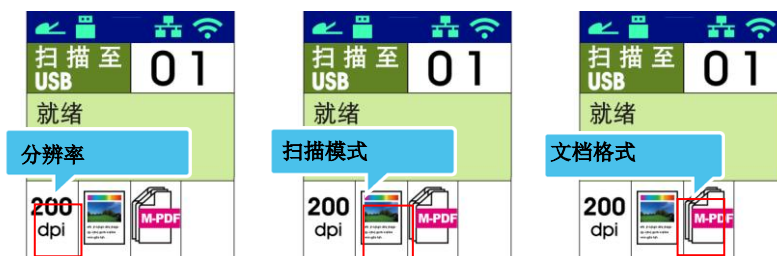 扫描至
USB
01
就绪
分辨率
200
dpi
M-PDF
扫描至
USB
01
就绪
扫描模式
200
dpi
M-PDF
扫描至
USB
01
就绪
文档格式
200
dpi
M-PDF